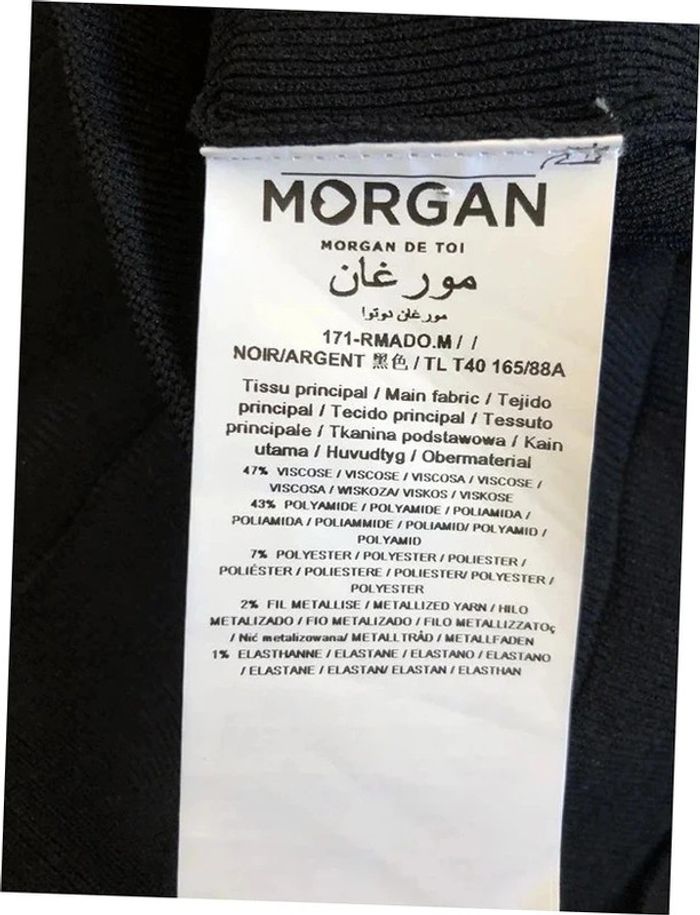 MORGAN
MORGAN DE TOI
مورغان
مورغان دوتوا
171-RMADO.M / /
NOIR/ARGENT 黑色 / TL T40 165/88A
Tissu principal / Main fabric / Tejido
principal / Tecido principal / Tessuto
principale / Tkanina podstawowa / Kain
utama / Huvudtyg / Obermaterial
47% VISCOSE / VISCOSE / VISCOSA / VISCOSE /
VISCOSA / WISKOZA/ VISKOS / VISKOSE
43% POLYAMIDE / POLYAMIDE / POLIAMIDA /
POLIAMIDA / POLIAMMIDE / POLIAMID/ POLYAMID /
POLYAMID
7% POLYESTER / POLYESTER / POLIESTER /
POLIÉSTER / POLIESTERE / POLIESTER/ POLYESTER /
POLYESTER
2% FIL METALLISE / METALLIZED YARN / HILO
METALIZADO / FIO METALIZADO / FILO METALLIZZATOç
/ Nić metalizowana/ METALLTRÅD / METALLFADEN
1% ELASTHANNE / ELASTANE / ELASTANO / ELASTANO
/ ELASTANE / ELASTAN/ ELASTAN / ELASTHAN